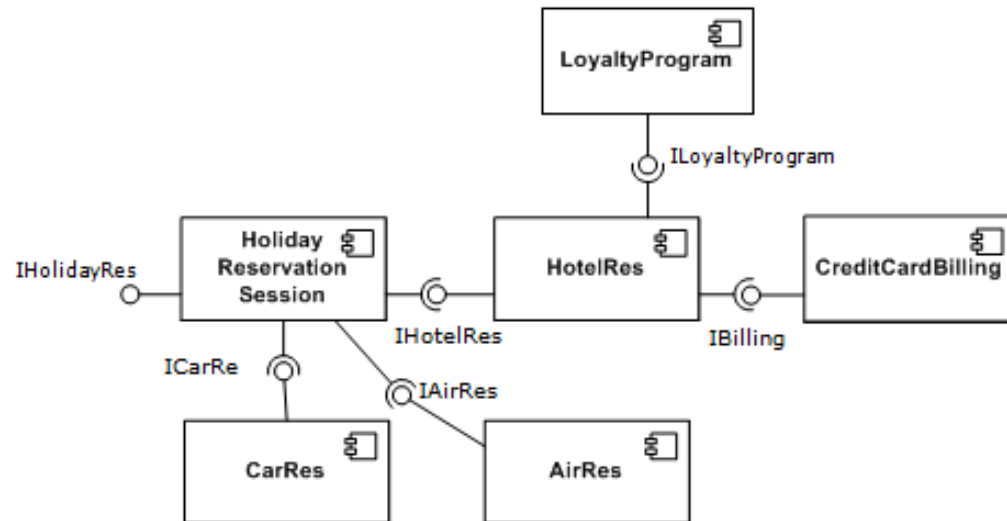 LoyaltyProgram
ILoyaltyProgram
IHolidayRes
Holiday
Reservation
Session
IHotelRes
HotelRes
IBilling
CreditCardBilling
ICarRe
IAirRes
CarRes
AirRes